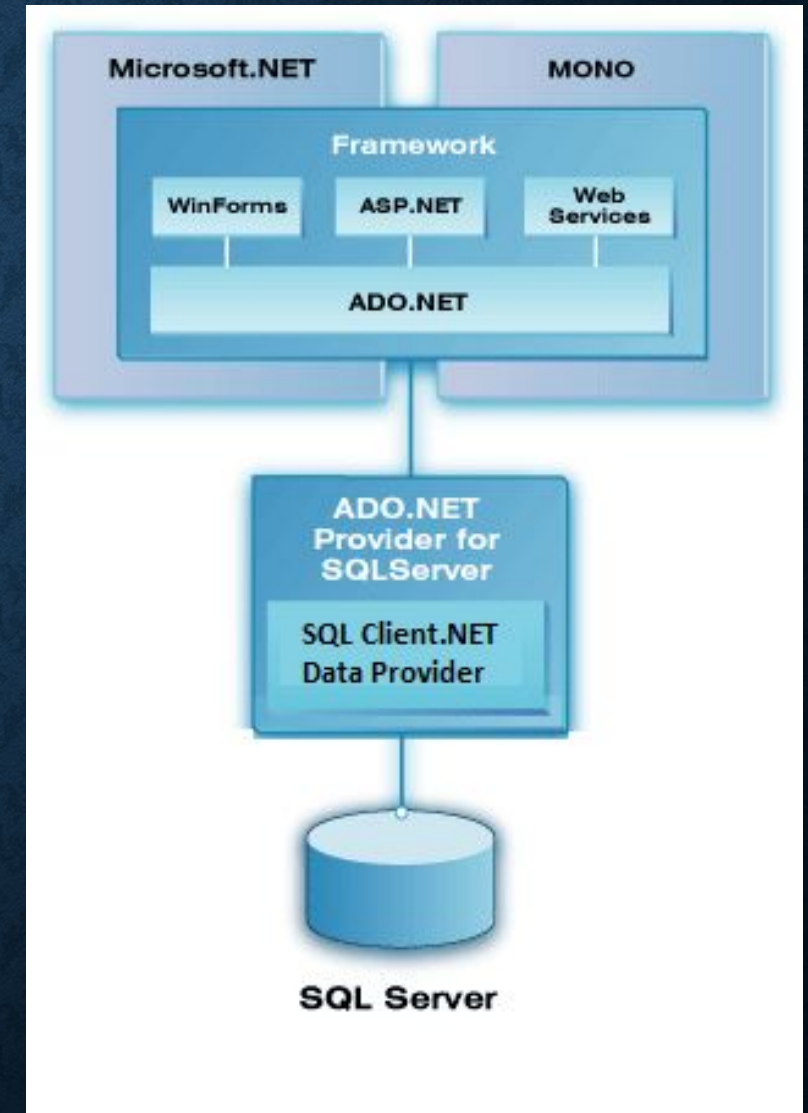 Microsoft.NET
MONO
Framework
WinForms
ASP.NET
Web
Services
ADO.NET
ADO.NET
Provider for
SQLServer
SQL Client.NET
Data Provider
SQL Server